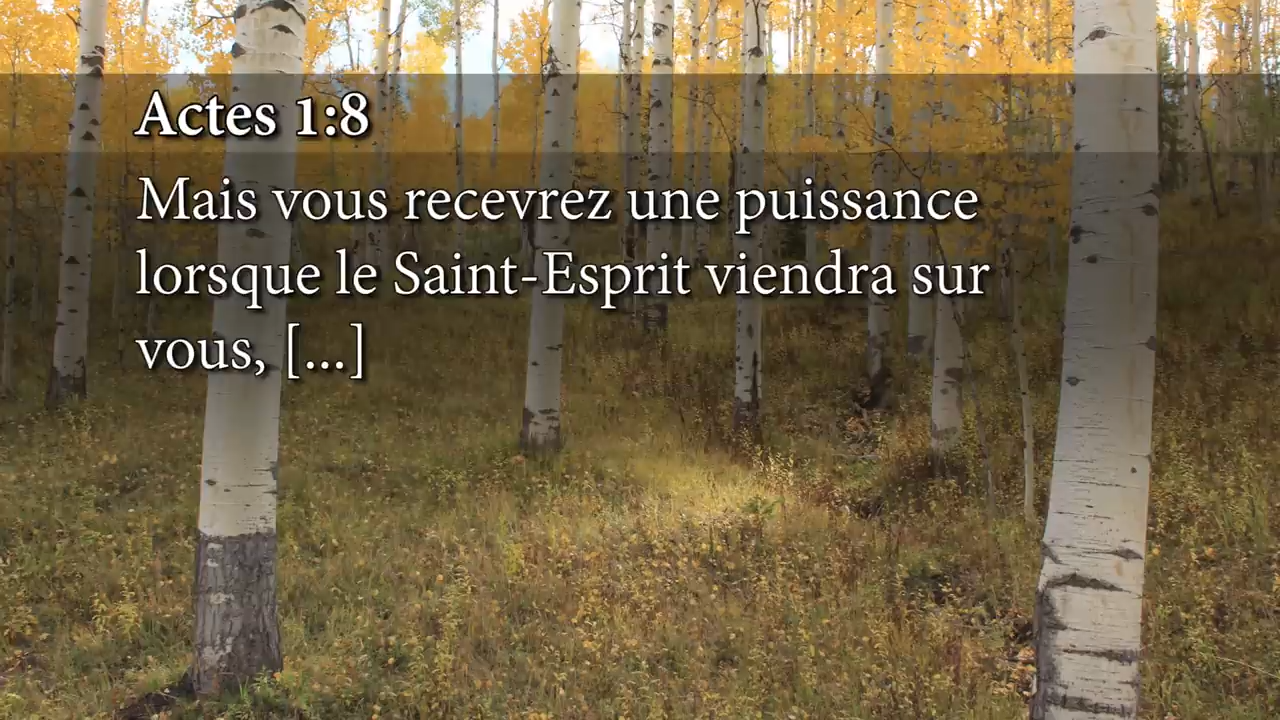 Actes 1:8
Mais vous recevrez une puissance
lorsque le Saint-Esprit viendra sur
vous, [...]